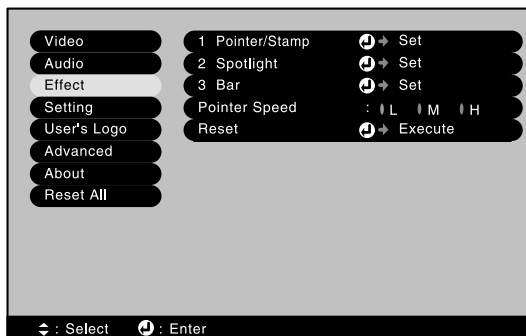 Video
Audio
Effect
Setting
User's Logo
Advanced
About
Reset All
1 Pointer/Stamp Set
2 Spotlight Set
3 Bar Set
Pointer Speed : L M H
Reset Execute
: Select : Enter